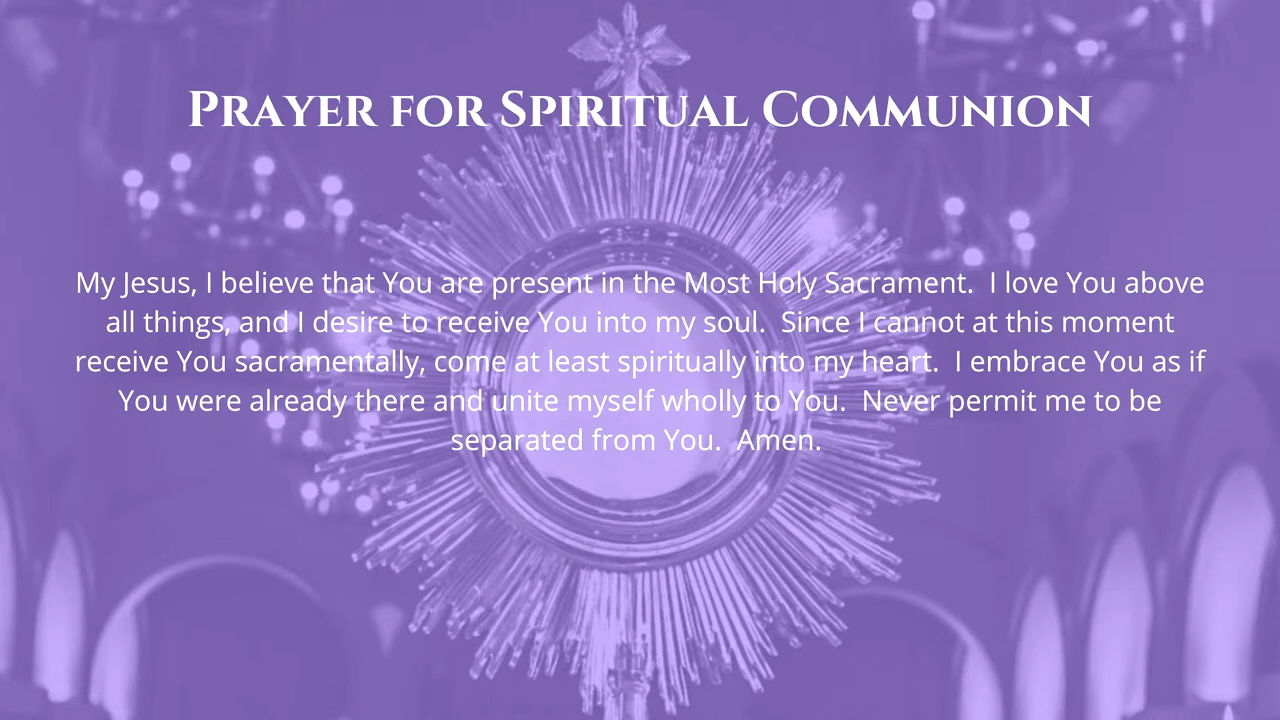 Prayer for Spiritual Communion
My Jesus, I believe that You are present in the Most Holy Sacrament.  I love You above
all things, and I desire to receive You into my soul.  Since I cannot at this moment
receive You sacramentally, come at least spiritually into my heart.  I embrace You as if
You were already there and unite myself wholly to You.  Never permit me to be
separated from You.  Amen.